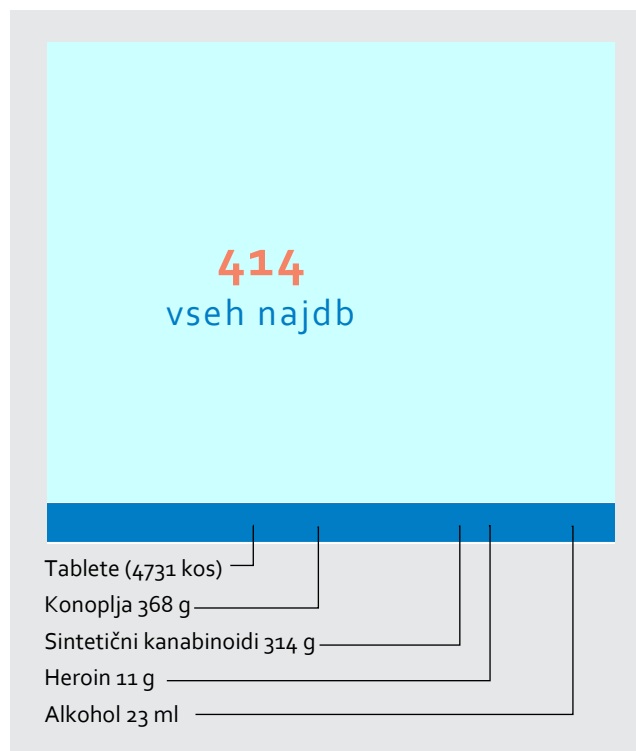 414
vseh najdb
Tablete (4731 kos)
Konoplja 368 g
Sintetični kanabinoidi 314 g
Heroin 11 g
Alkohol 23 ml